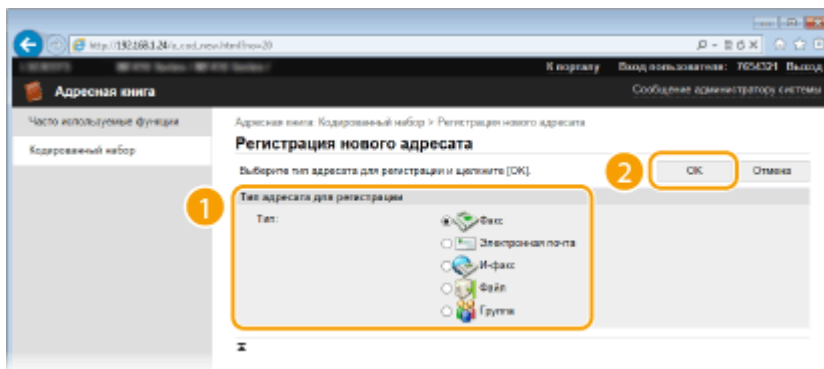 http://192.168.1.24/a_cod_new.html?no=20
К порталу Вход пользователя: 7654321 Выход
Адресная книга Сообщение администратору системы
Часто используемые функции
Кодированный набор
Адресная книга: Кодированный набор > Регистрация нового адресата
Регистрация нового адресата
Выберите тип адресата для регистрации и щелкните [OK].
2
OK
Отмена
1
Тип адресата для регистрации
Тип:
Факс
Электронная почта
И-факс
Файл
Группа